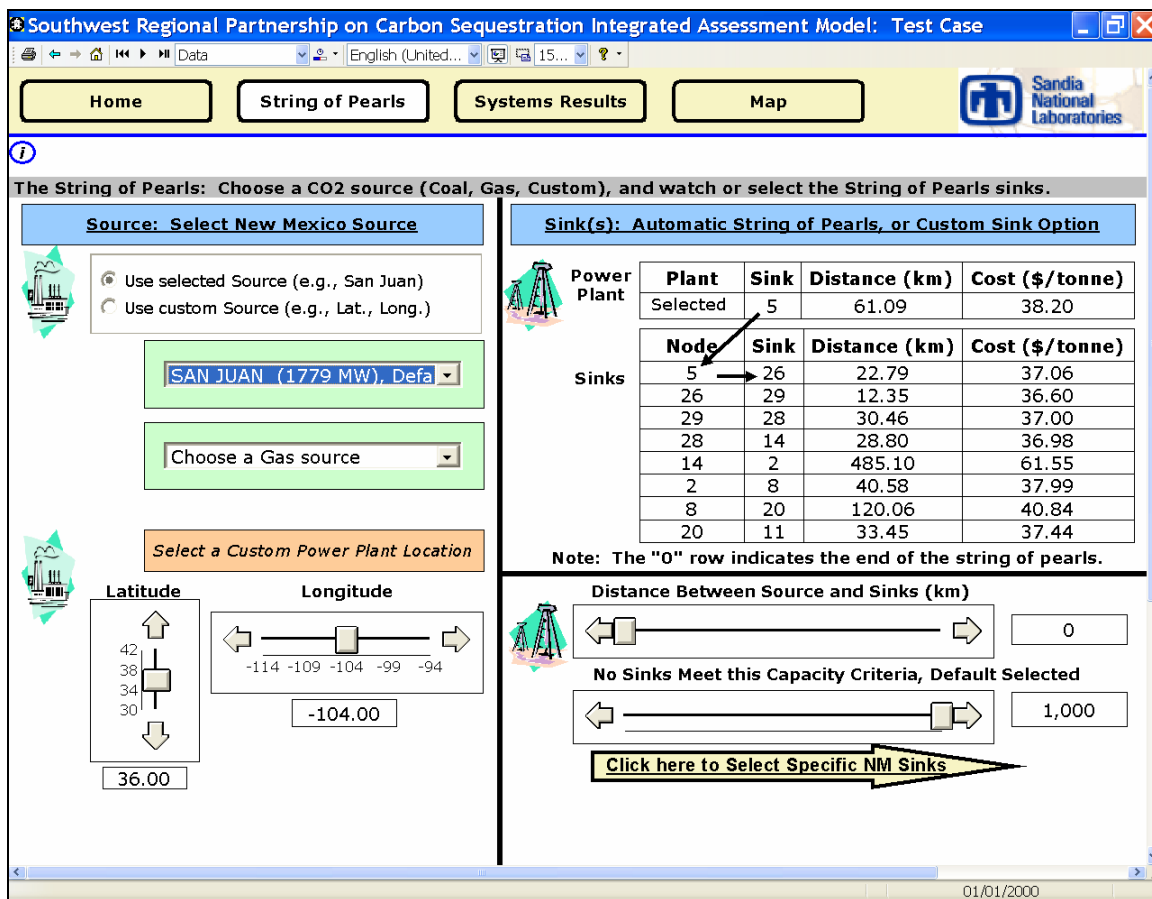 Southwest Regional Partnership on Carbon Sequestration Integrated Assessment Model: Test Case
Data English (United... 15...
Home String of Pearls Systems Results Map
Sandia
National
Laboratories
i
The String of Pearls: Choose a CO2 source (Coal, Gas, Custom), and watch or select the String of Pearls sinks.
Source: Select New Mexico Source
Use selected Source (e.g., San Juan)
Use custom Source (e.g., Lat., Long.)
SAN JUAN (1779 MW), Defa
Choose a Gas source
Select a Custom Power Plant Location
Latitude
42
38
34
30
36.00
Longitude
-114 -109 -104 -99 -94
-104.00
Sink(s): Automatic String of Pearls, or Custom Sink Option
Power
Plant
Plant Sink Distance (km) Cost ($/tonne)
Selected 5 61.09 38.20
Sinks
Node Sink Distance (km) Cost ($/tonne)
5 26 22.79 37.06
26 29 12.35 36.60
29 28 30.46 37.00
28 14 28.80 36.98
14 2 485.10 61.55
2 8 40.58 37.99
8 20 120.06 40.84
20 11 33.45 37.44
Note: The "0" row indicates the end of the string of pearls.
Distance Between Source and Sinks (km)
0
No Sinks Meet this Capacity Criteria, Default Selected
1,000
Click here to Select Specific NM Sinks
01/01/2000